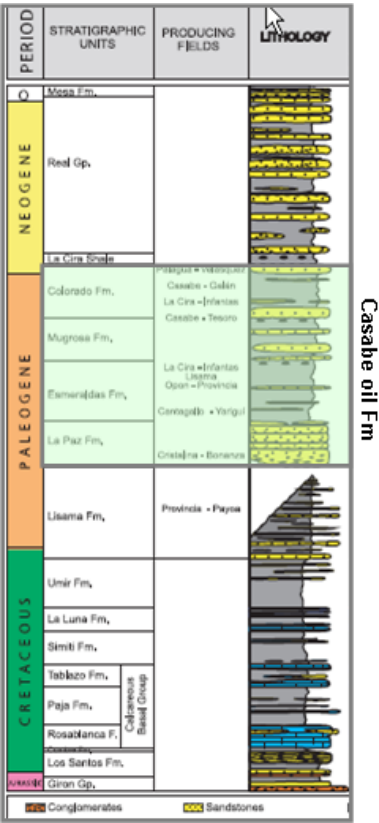 PERIOD
STRATIGRAPHIC
UNITS
PRODUCING
FIELDS
LITHOLOGY
Q
Mesa Fm.
NEOGENE
Real Gp.
La Cira Shale
PALEOGENE
Palagua - Velasquez
Colorado Fm.
Casabe - Galán
La Cira - Infantas
Casabe - Tesoro
Mugrosa Fm.
La Cira - Infantas
Lisama
Esmeraldas Fm.
Opon - Provincia
Cantagallo - Yariguí
La Paz Fm.
Cristalina - Bonanza
Casabe oil Fm
Lisama Fm.
Provincia - Payoa
CRETACEOUS
Umir Fm.
La Luna Fm.
Simiti Fm.
Tablazo Fm.
Paja Fm.
Rosablanca F.
Calcareous
Basal Group
Los Santos Fm.
JURASSIC
Giron Gp.
Conglomerates
Sandstones